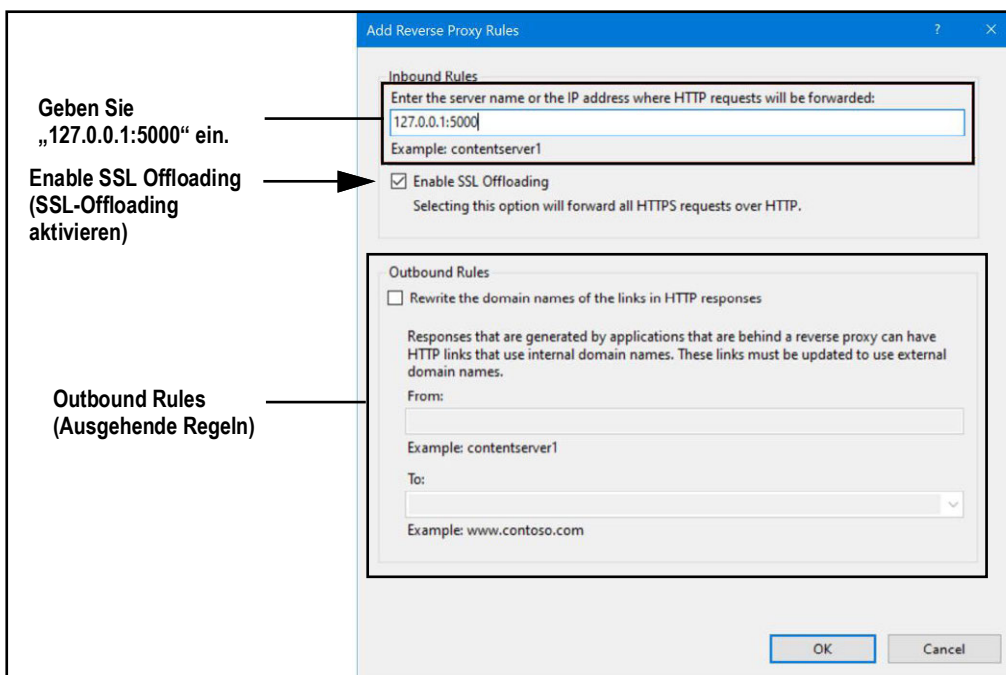 Add Reverse Proxy Rules
?
Inbound Rules
Geben Sie
„127.0.0.1:5000“ ein.
Enter the server name or the IP address where HTTP requests will be forwarded:
127.0.0.1:5000
Example: contentserver1
Enable SSL Offloading
(SSL-Offloading
aktivieren)
Enable SSL Offloading
Selecting this option will forward all HTTPS requests over HTTP.
Outbound Rules
(Ausgehende Regeln)
Outbound Rules
Rewrite the domain names of the links in HTTP responses
Responses that are generated by applications that are behind a reverse proxy can have
HTTP links that use internal domain names. These links must be updated to use external
domain names.
From:
Example: contentserver1
To:
Example: www.contoso.com
OK
Cancel